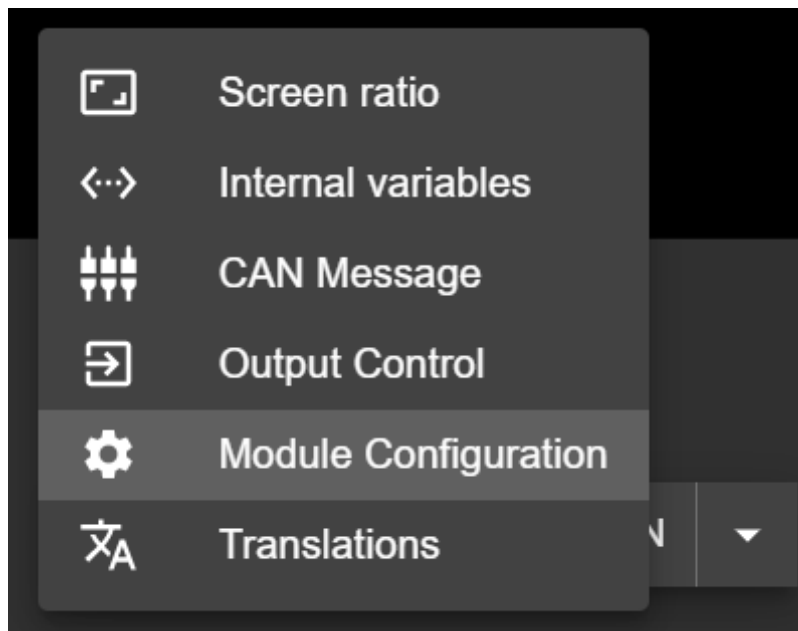 Screen ratio
Internal variables
CAN Message
Output Control
Module Configuration
Translations
N